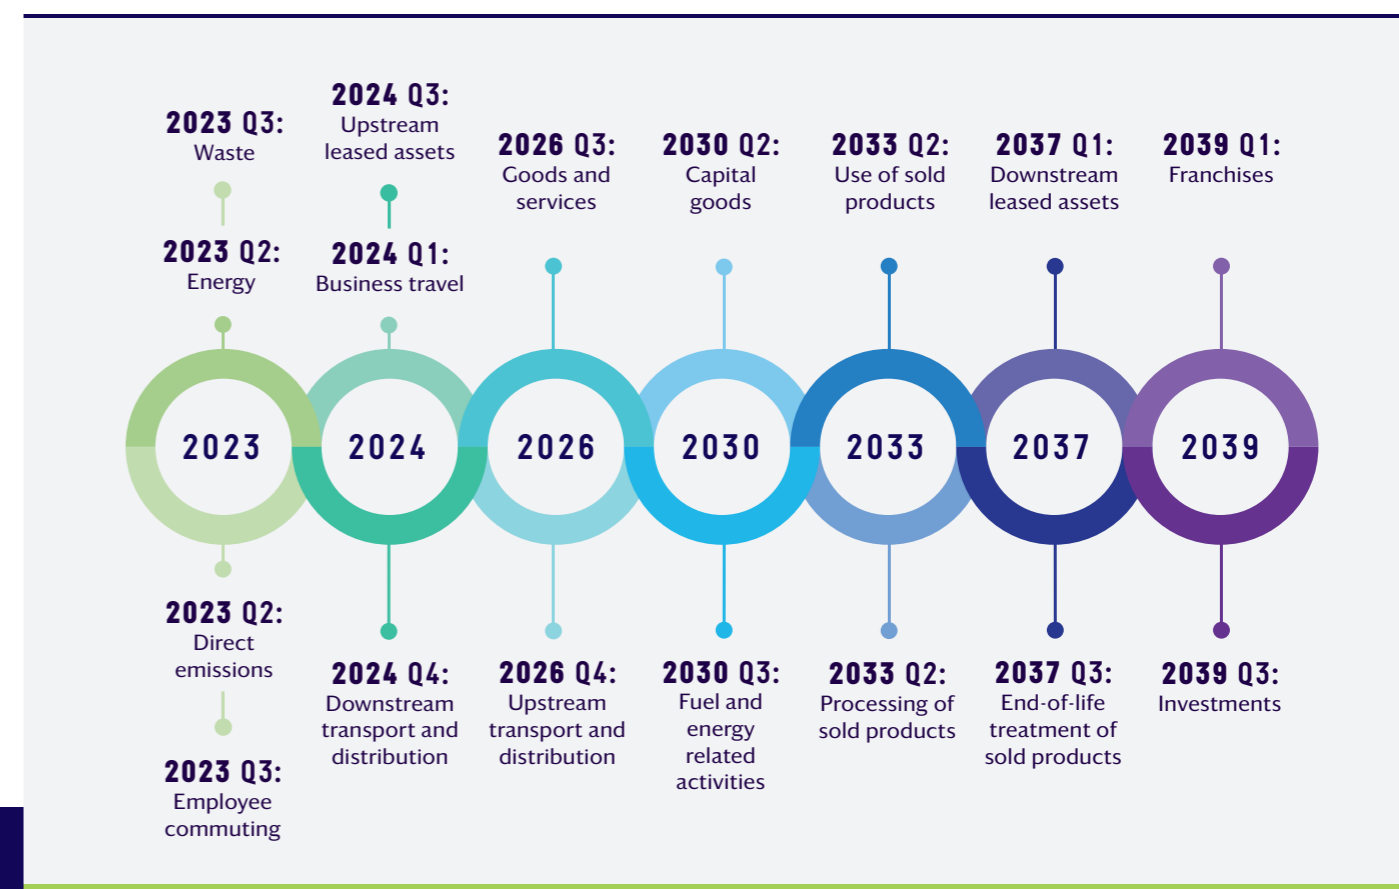 2023 Q3:
Waste
2023 Q2:
Energy
2024 Q3:
Upstream
leased assets
2024 Q1:
Business travel
2026 Q3:
Goods and
services
2030 Q2:
Capital
goods
2033 Q2:
Use of sold
products
2037 Q1:
Downstream
leased assets
2039 Q1:
Franchises
2023
2024
2026
2030
2033
2037
2039
2023 Q2:
Direct
emissions
2023 Q3:
Employee
commuting
2024 Q4:
Downstream
transport and
distribution
2026 Q4:
Upstream
transport and
distribution
2030 Q3:
Fuel and
energy
related
activities
2033 Q2:
Processing of
sold products
2037 Q3:
End-of-life
treatment of
sold products
2039 Q3:
Investments